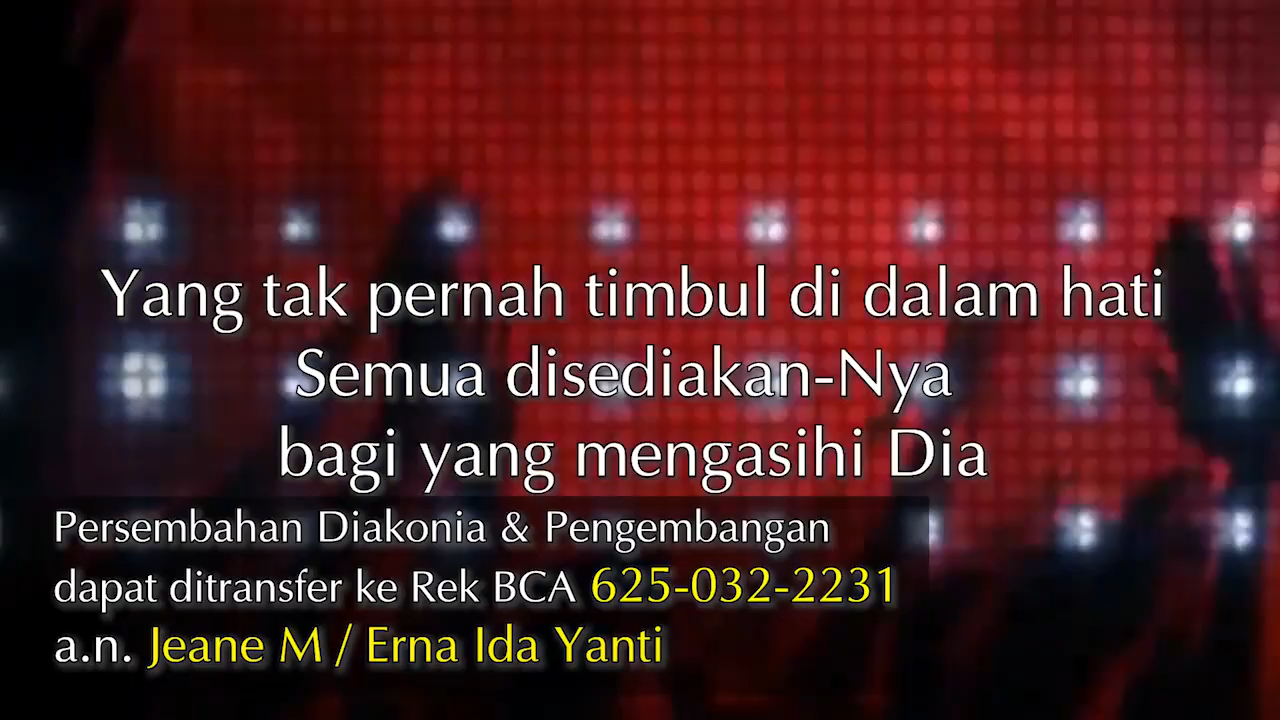 Yang tak pernah timbul di dalam hati
Semua disediakan-Nya
bagi yang mengasihi Dia
Persembahan Diakonia & Pengembangan
dapat ditransfer ke Rek BCA 625-032-2231
a.n. Jeane M / Erna Ida Yanti